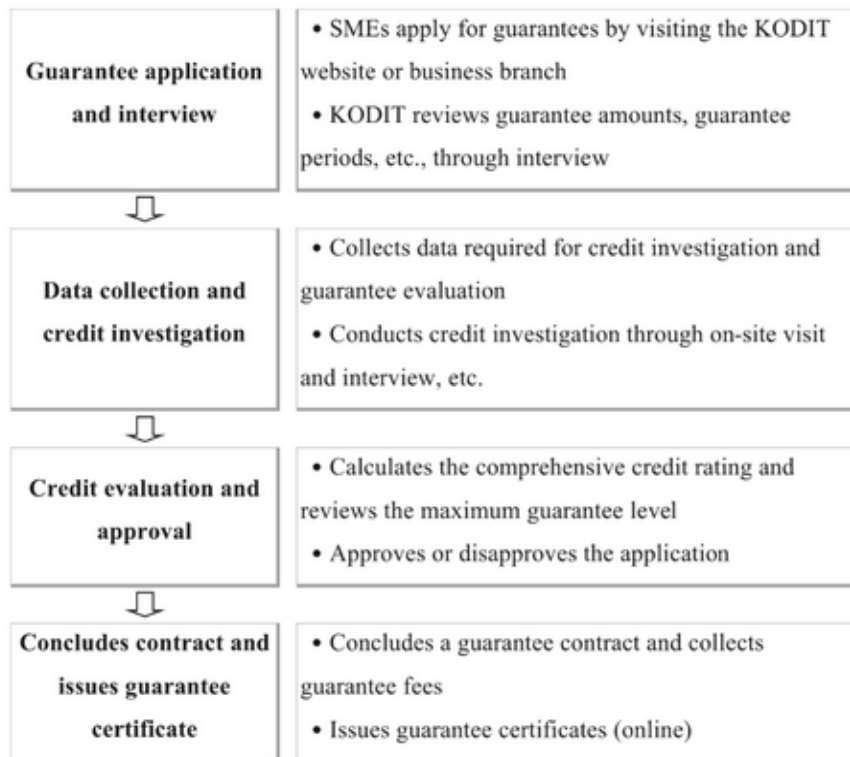 Guarantee application
and interview
• SMEs apply for guarantees by visiting the KODIT
website or business branch
• KODIT reviews guarantee amounts, guarantee
periods, etc., through interview
Data collection and
credit investigation
• Collects data required for credit investigation and
guarantee evaluation
• Conducts credit investigation through on-site visit
and interview, etc.
Credit evaluation and
approval
• Calculates the comprehensive credit rating and
reviews the maximum guarantee level
• Approves or disapproves the application
Concludes contract and
issues guarantee
certificate
• Concludes a guarantee contract and collects
guarantee fees
• Issues guarantee certificates (online)